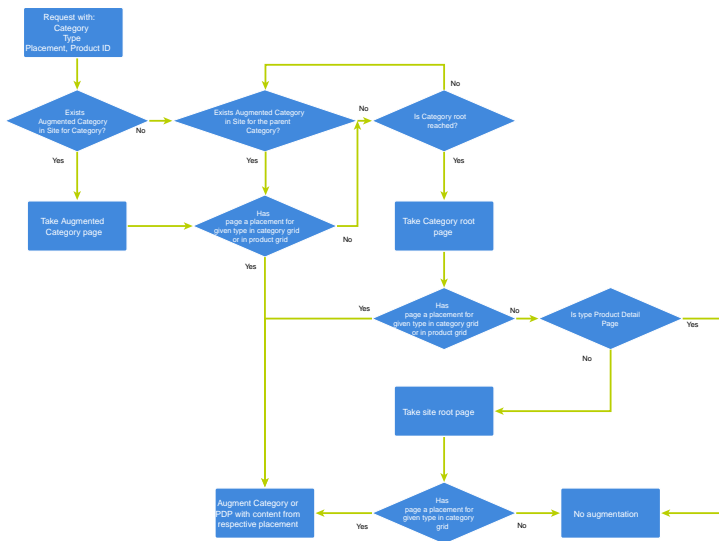 Request with:
Category
Type
Placement, Product ID
Exists
Augmented Category
in Site for Category?
No
Exists Augmented Category
in Site for the parent
Category?
No
Is Category root
reached?
No
Yes
Yes
Yes
Take Augmented
Category page
Has
page a placement for
given type in category grid
or in product grid
No
Yes
Take Category root
page
Has
page a placement for
given type in category grid
or in product grid
Yes
No
Is type Product Detail
Page
Yes
No
Take site root page
Augment Category or
PDP with content from
respective placement
Yes
Has
page a placement for
given type in category
grid
No
No augmentation